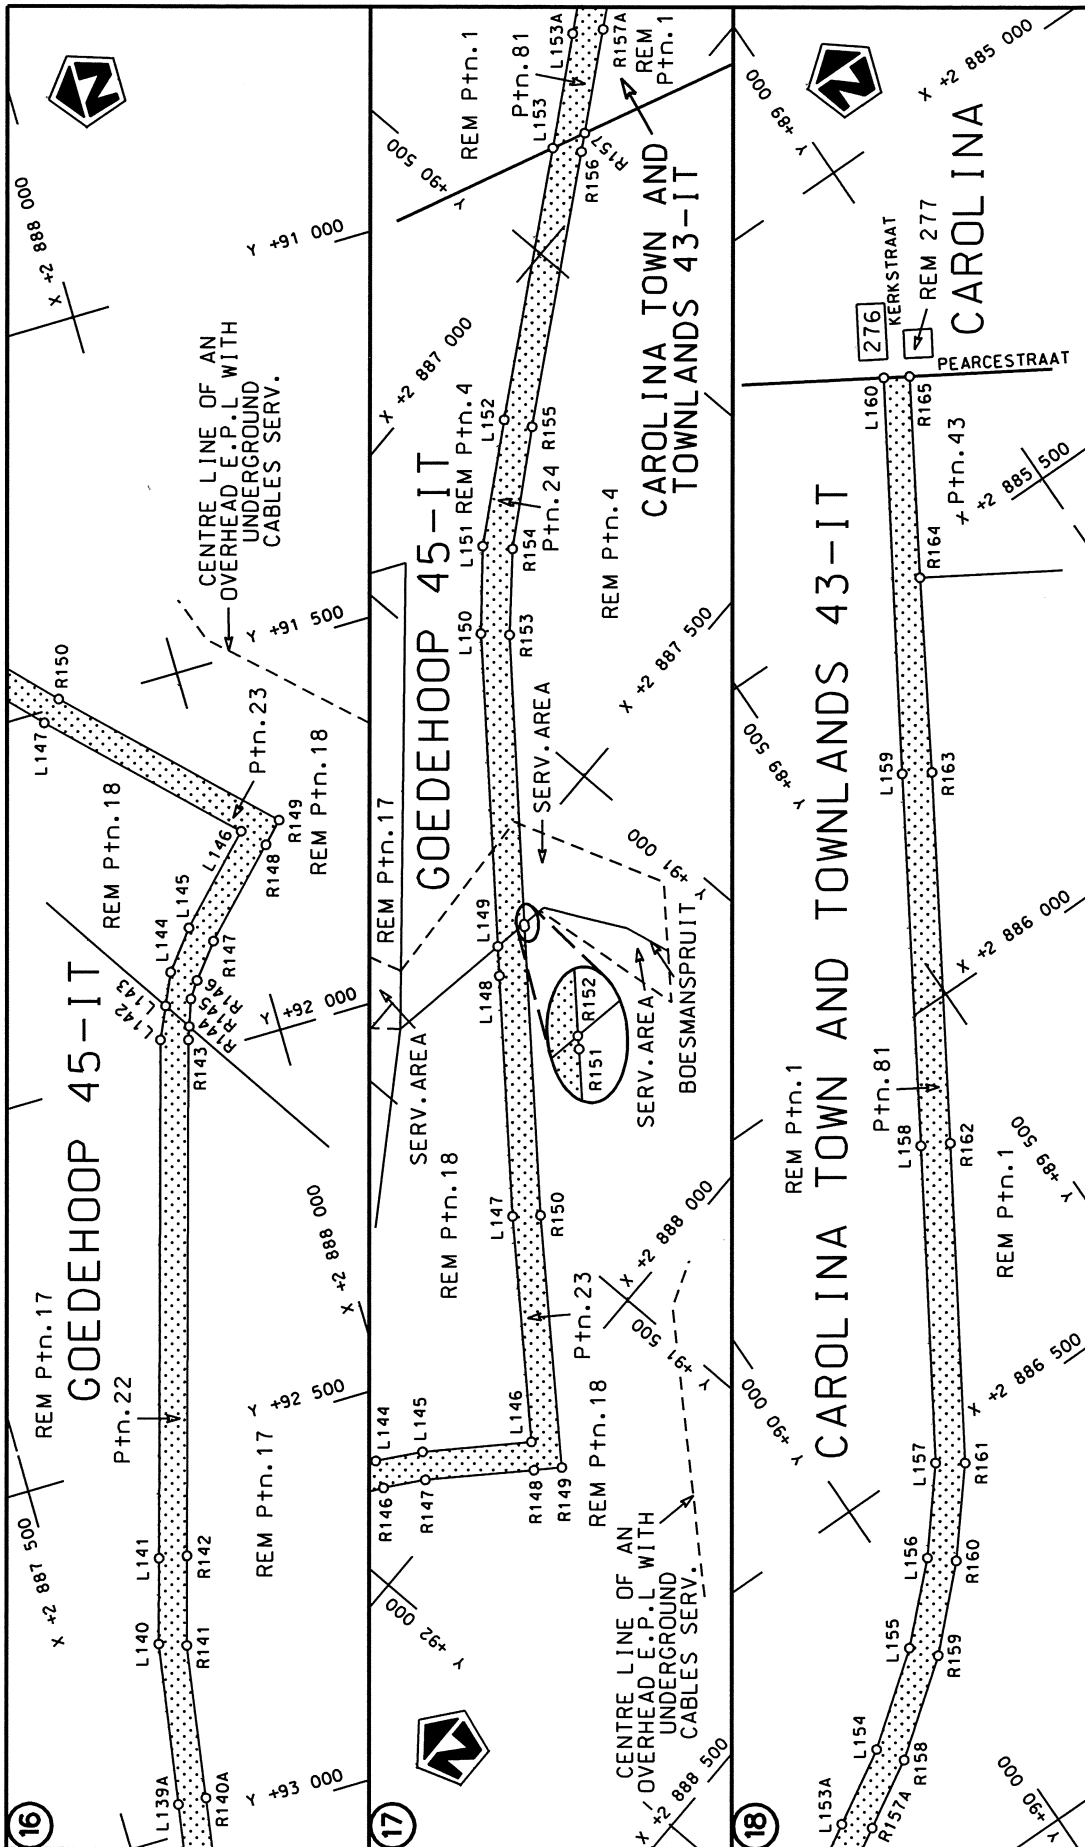 16
GOEDEHOOP 45-IT
REM Ptn.17
Ptn.22
REM Ptn.17
REM Ptn.18
Ptn.23
REM Ptn.18
CENTRE LINE OF AN
OVERHEAD E.P.L WITH
UNDERGROUND
CABLES SERV.
L139A
L140
L141
L142
L143
L144
L145
L146
L147
R140A
R141
R142
R143
R144
R145
R146
R147
R148
R149
R150
X +2 887 500
X +2 888 000
X +2 888 000
Y +93 000
Y +92 500
Y +92 000
Y +91 500
Y +91 000
17
GOEDEHOOP 45-IT
CAROLINA TOWN AND
TOWNLANDS 43-IT
REM Ptn.17
SERV.AREA
REM Ptn.18
Ptn.23
REM Ptn.18
CENTRE LINE OF AN
OVERHEAD E.P.L WITH
UNDERGROUND
CABLES SERV.
SERV.AREA
BOESMANSPRUIT
SERV.AREA
REM Ptn.4
Ptn.24
REM Ptn.4
REM Ptn.1
Ptn.81
REM
Ptn.1
L144
L145
L146
L147
L148
L149
L150
L151
L152
L153
L153A
R146
R147
R148
R149
R150
R151
R152
R153
R154
R155
R156
R157
R157A
X +2 888 500
X +2 888 000
X +2 887 500
X +2 887 000
Y +92 000
Y +91 500
Y +91 000
Y +90 500
18
CAROLINA TOWN AND TOWNLANDS 43-IT
CAROLINA
REM Ptn.1
Ptn.81
REM Ptn.1
Ptn.43
276
KERKSTRAAT
REM 277
PEARCESTRAAT
L153A
L154
L155
L156
L157
L158
L159
L160
R157A
R158
R159
R160
R161
R162
R163
R164
R165
X +2 886 500
X +2 886 000
X +2 885 500
X +2 885 000
Y +90 000
Y +90 000
Y +89 500
Y +89 500
Y +89 000
+89 000